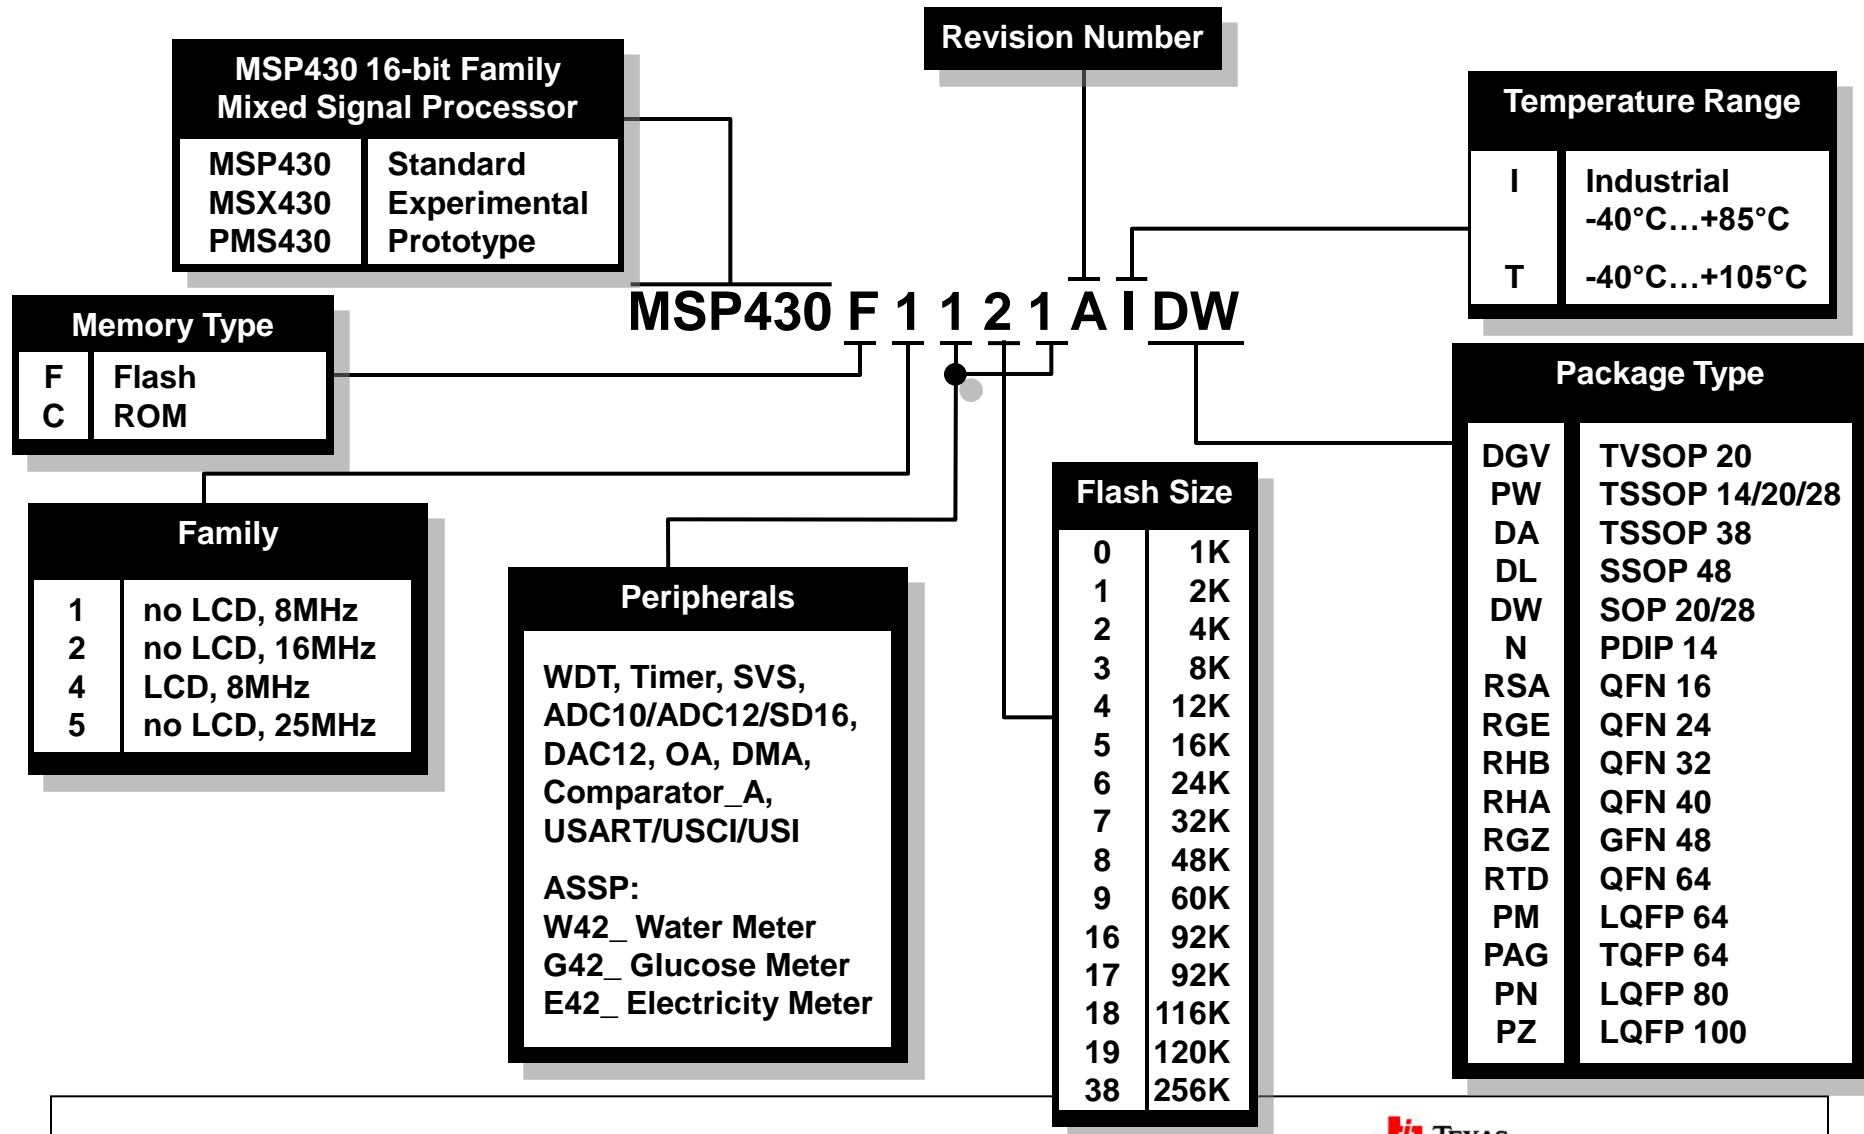 Revision Number
MSP430 16-bit Family
Mixed Signal Processor
MSP430 Standard
MSX430 Experimental
PMS430 Prototype
Temperature Range
I Industrial
-40°C…+85°C
T -40°C…+105°C
MSP430 F 1 1 2 1 A I DW
Memory Type
F Flash
C ROM
Family
1 no LCD, 8MHz
2 no LCD, 16MHz
4 LCD, 8MHz
5 no LCD, 25MHz
Peripherals
WDT, Timer, SVS,
ADC10/ADC12/SD16,
DAC12, OA, DMA,
Comparator_A,
USART/USCI/USI
ASSP:
W42_ Water Meter
G42_ Glucose Meter
E42_ Electricity Meter
Flash Size
0 1K
1 2K
2 4K
3 8K
4 12K
5 16K
6 24K
7 32K
8 48K
9 60K
16 92K
17 92K
18 116K
19 120K
38 256K
Package Type
DGV TVSOP 20
PW TSSOP 14/20/28
DA TSSOP 38
DL SSOP 48
DW SOP 20/28
N PDIP 14
RSA QFN 16
RGE QFN 24
RHB QFN 32
RHA QFN 40
RGZ GFN 48
RTD QFN 64
PM LQFP 64
PAG TQFP 64
PN LQFP 80
PZ LQFP 100
TEXAS